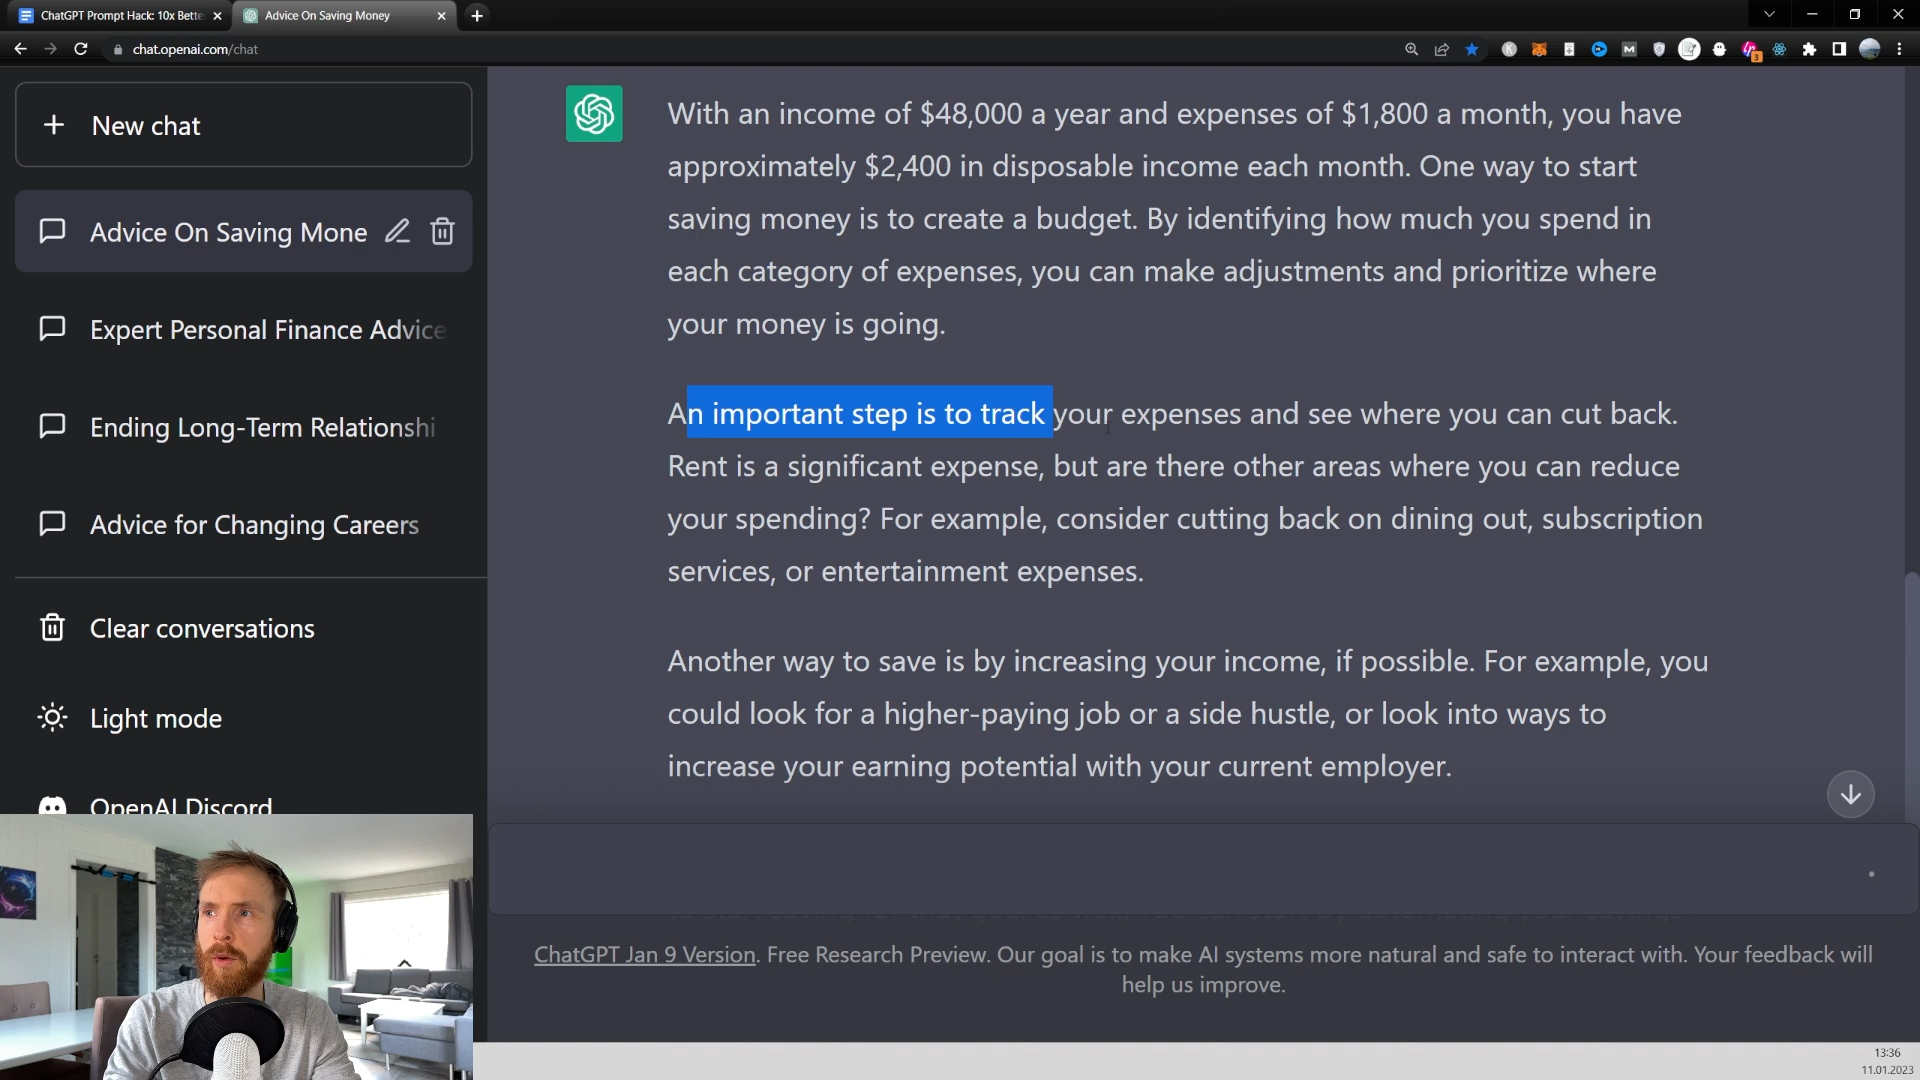 ChatGPT Prompt Hack: 10x Bette
Advice On Saving Money
chat.openai.com/chat
3
New chat
Advice On Saving Mone
Expert Personal Finance Advice
Ending Long-Term Relationshi
Advice for Changing Careers
Clear conversations
Light mode
OpenAI Discord
With an income of $48,000 a year and expenses of $1,800 a month, you have
approximately $2,400 in disposable income each month. One way to start
saving money is to create a budget. By identifying how much you spend in
each category of expenses, you can make adjustments and prioritize where
your money is going.
An important step is to track your expenses and see where you can cut back.
Rent is a significant expense, but are there other areas where you can reduce
your spending? For example, consider cutting back on dining out, subscription
services, or entertainment expenses.
Another way to save is by increasing your income, if possible. For example, you
could look for a higher-paying job or a side hustle, or look into ways to
increase your earning potential with your current employer.
ChatGPT Jan 9 Version. Free Research Preview. Our goal is to make AI systems more natural and safe to interact with. Your feedback will
help us improve.
13:36
11.01.2023